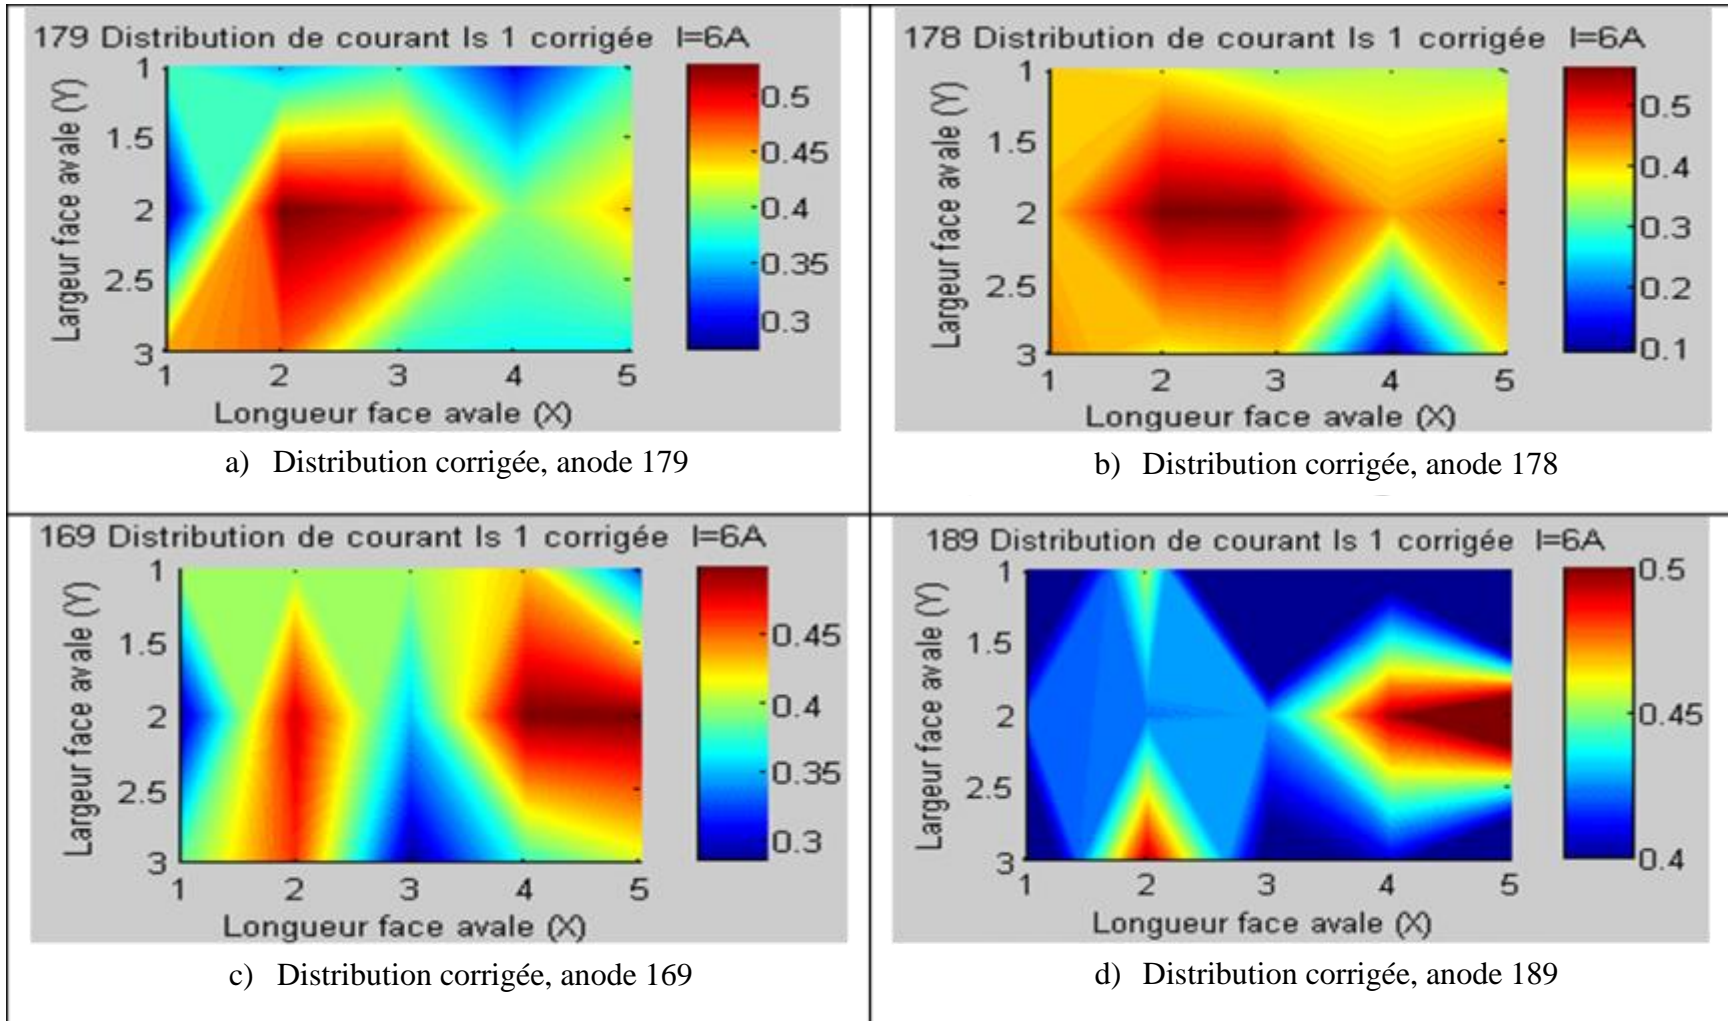 179 Distribution de courant Is 1 corrigée I=6A
Largeur face avale (Y)
1
1.5
2
2.5
3
1 2 3 4 5
Longueur face avale (X)
0.5
0.45
0.4
0.35
0.3
a) Distribution corrigée, anode 179
178 Distribution de courant Is 1 corrigée I=6A
Largeur face avale (Y)
1
1.5
2
2.5
3
1 2 3 4 5
Longueur face avale (X)
0.5
0.4
0.3
0.2
0.1
b) Distribution corrigée, anode 178
169 Distribution de courant Is 1 corrigée I=6A
Largeur face avale (Y)
1
1.5
2
2.5
3
1 2 3 4 5
Longueur face avale (X)
0.45
0.4
0.35
0.3
c) Distribution corrigée, anode 169
189 Distribution de courant Is 1 corrigée I=6A
Largeur face avale (Y)
1
1.5
2
2.5
3
1 2 3 4 5
Longueur face avale (X)
0.5
0.45
0.4
d) Distribution corrigée, anode 189